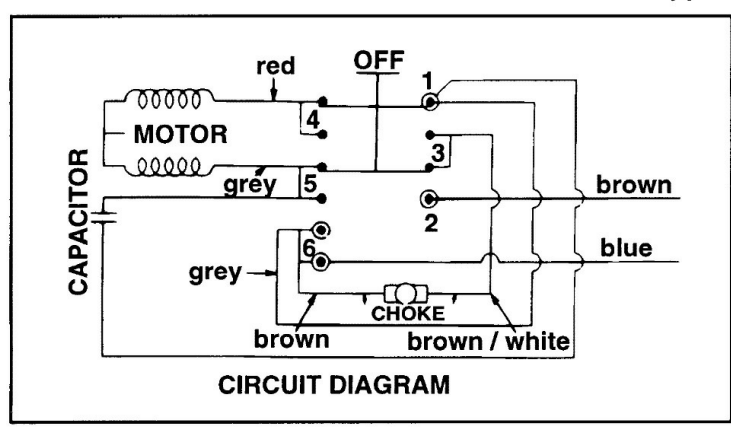 OFF
red
1
4
MOTOR
3
grey
5
brown
2
CAPACITOR
6
blue
grey
CHOKE
brown
brown / white
CIRCUIT DIAGRAM